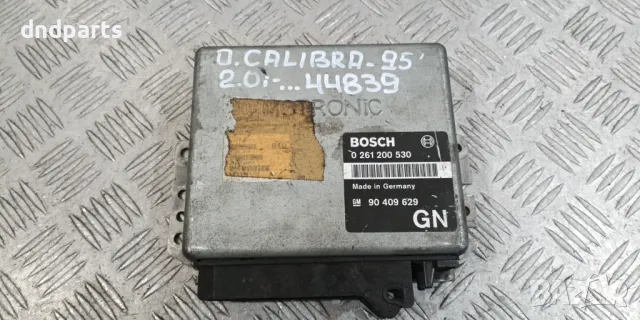 dndparts
O.CALIBRA-95'
2.0i-...44839
MOTRONIC
BOSCH
0 261 200 530
Made in Germany
GM 90 409 629
GN